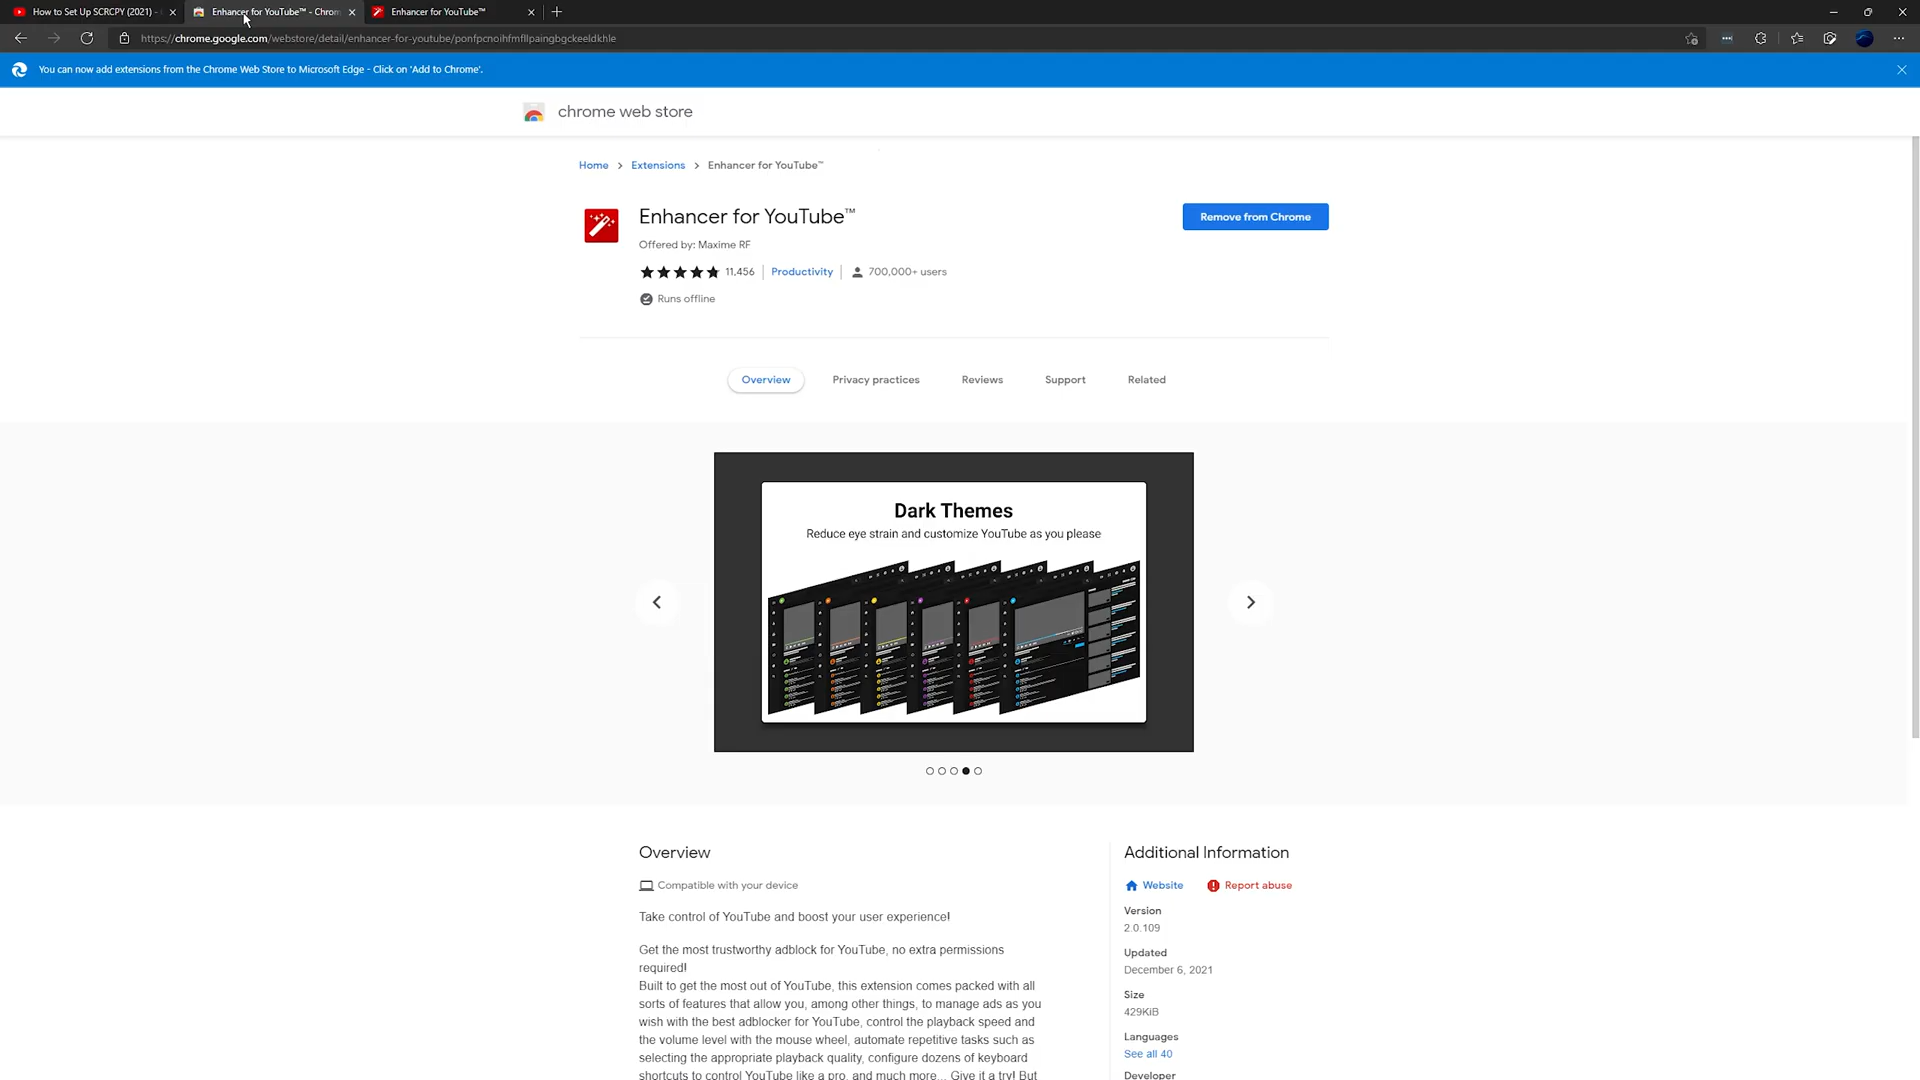 How to Set Up SCRCPY (2021) -
Enhancer for YouTube™ - Chrom
Enhancer for YouTube™
https://chrome.google.com/webstore/detail/enhancer-for-youtube/ponfpcnoihfmfllpaingbgckeeldkhle
You can now add extensions from the Chrome Web Store to Microsoft Edge - Click on 'Add to Chrome'.
chrome web store
Home > Extensions > Enhancer for YouTube™
Enhancer for YouTube™
Remove from Chrome
Offered by: Maxime RF
11,456
Productivity
700,000+ users
Runs offline
Overview
Privacy practices
Reviews
Support
Related
Dark Themes
Reduce eye strain and customize YouTube as you please
Overview
Compatible with your device
Take control of YouTube and boost your user experience!
Get the most trustworthy adblock for YouTube, no extra permissions
required!
Built to get the most out of YouTube, this extension comes packed with all
sorts of features that allow you, among other things, to manage ads as you
wish with the best adblocker for YouTube, control the playback speed and
the volume level with the mouse wheel, automate repetitive tasks such as
selecting the appropriate playback quality, configure dozens of keyboard
shortcuts to control YouTube like a pro, and much more... Give it a try! But
Additional Information
Website
Report abuse
Version
2.0.109
Updated
December 6, 2021
Size
429KiB
Languages
See all 40
Developer